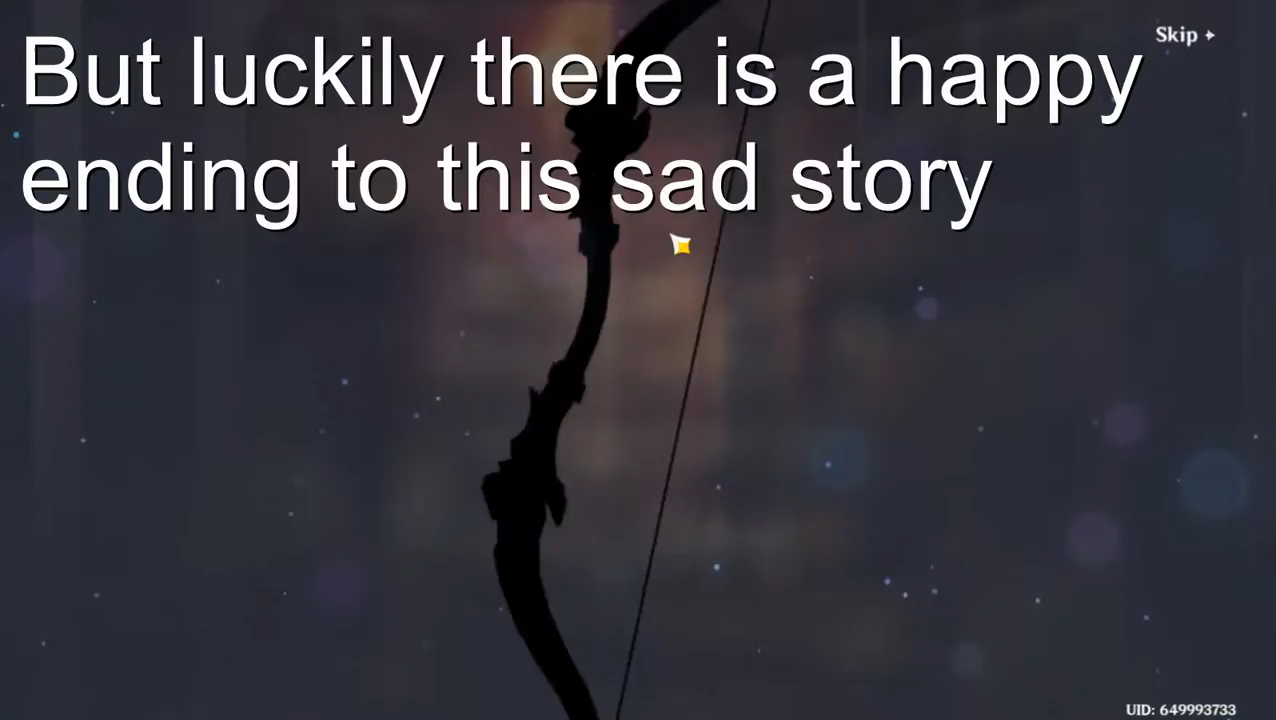 Skip
But luckily there is a happy
ending to this sad story
UID: 649993733